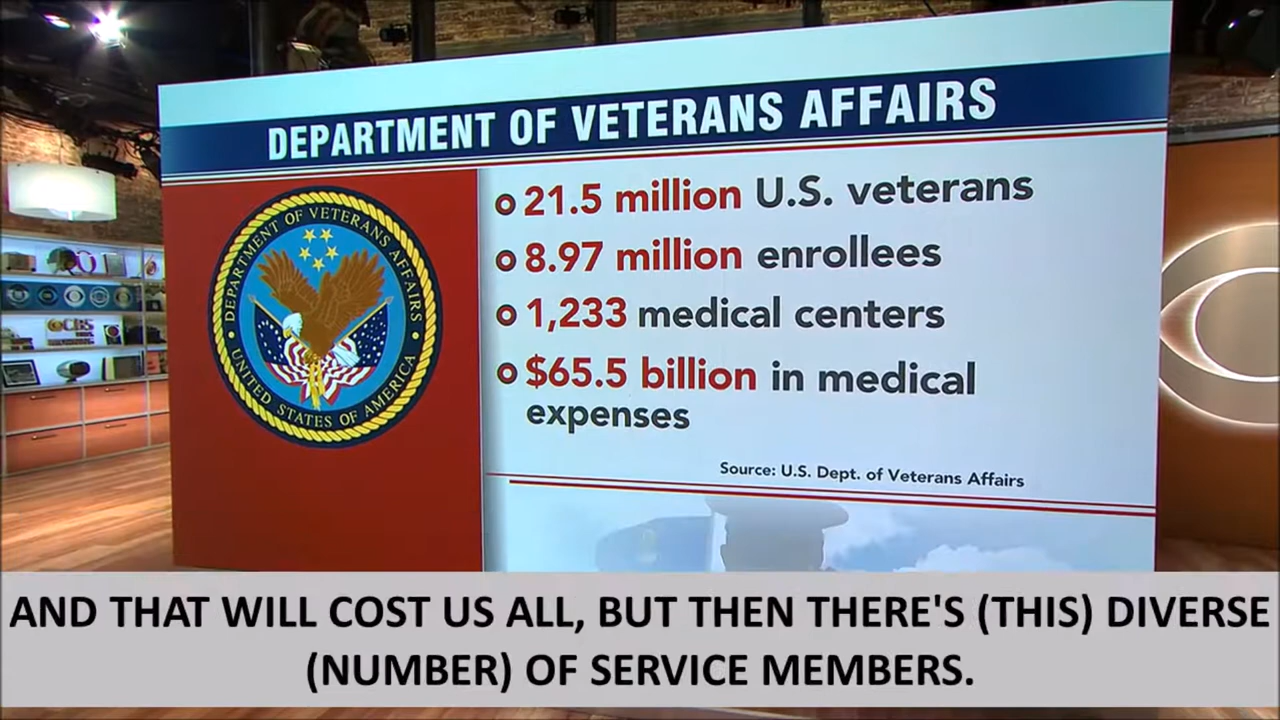 DEPARTMENT OF VETERANS AFFAIRS
DEPARTMENT OF VETERANS AFFAIRS
UNITED STATES OF AMERICA
21.5 million U.S. veterans
8.97 million enrollees
1,233 medical centers
$65.5 billion in medical
expenses
Source: U.S. Dept. of Veterans Affairs
CBS
AND THAT WILL COST US ALL, BUT THEN THERE'S (THIS) DIVERSE
(NUMBER) OF SERVICE MEMBERS.